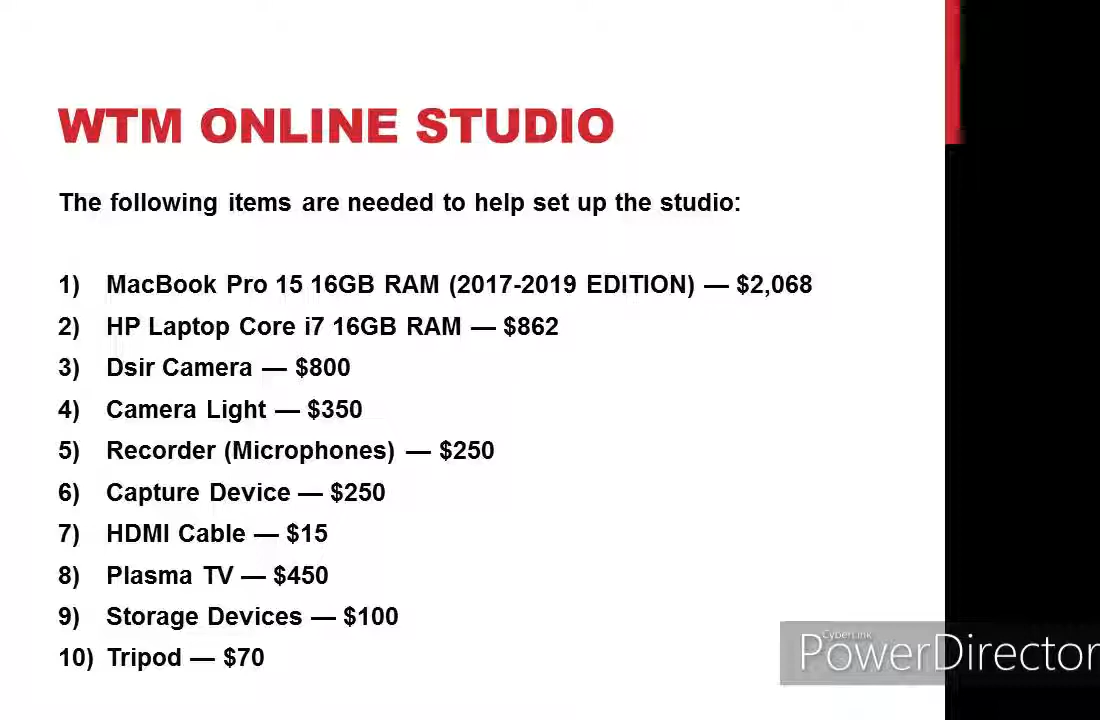 WTM ONLINE STUDIO
The following items are needed to help set up the studio:
1) MacBook Pro 15 16GB RAM (2017-2019 EDITION) — $2,068
2) HP Laptop Core i7 16GB RAM — $862
3) Dsir Camera — $800
4) Camera Light — $350
5) Recorder (Microphones) — $250
6) Capture Device — $250
7) HDMI Cable — $15
8) Plasma TV — $450
9) Storage Devices — $100
10) Tripod — $70
CyberLink
PowerDirector